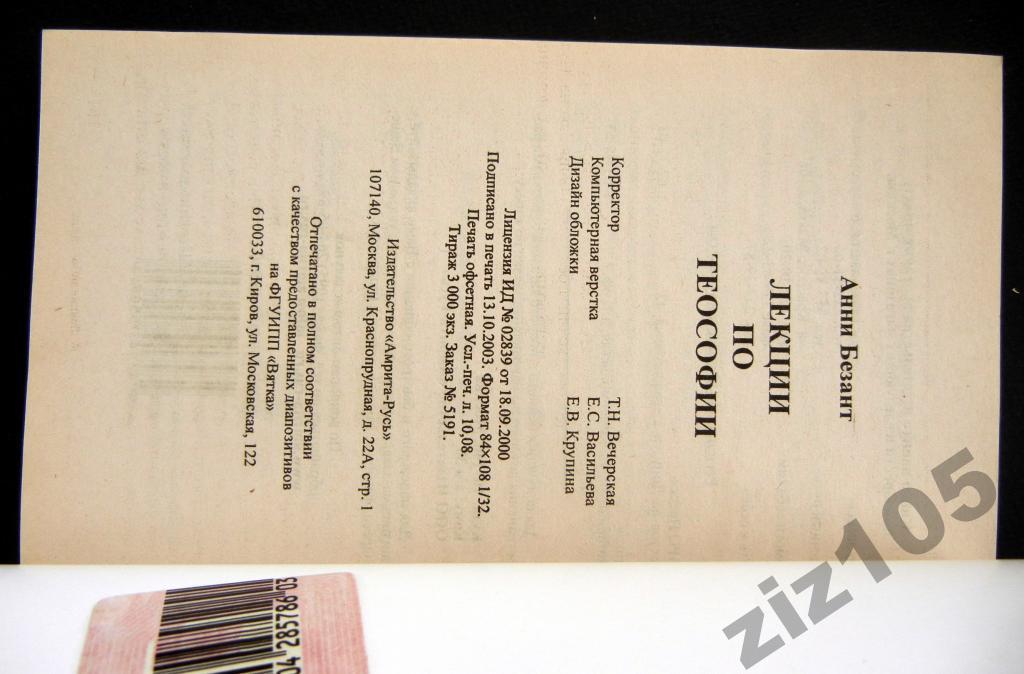 Анни Безант
ЛЕКЦИИ
ПО
ТЕОСОФИИ
Корректор Т.Н. Вечерская
Компьютерная верстка Е.С. Васильева
Дизайн обложки Е.В. Крупина
Лицензия ИД № 02839 от 18.09.2000
Подписано в печать 13.10.2003. Формат 84×108 1/32.
Печать офсетная. Усл.-печ. л. 10,08.
Тираж 3 000 экз. Заказ № 5191.
Издательство «Амрита-Русь»
107140, Москва, ул. Краснопрудная, д. 22А, стр. 1
Отпечатано в полном соответствии
с качеством предоставленных диапозитивов
на ФГУИПП «Вятка»
610033, г. Киров, ул. Московская, 122
04 285786 03
ziz105